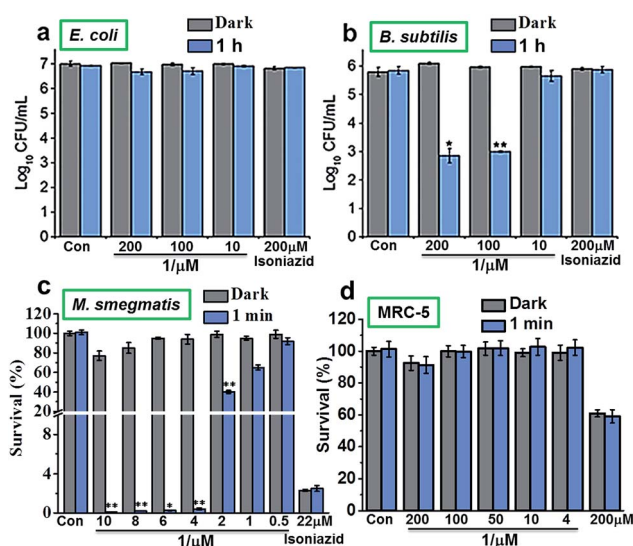 a
E. coli
Dark
1 h
Log10 CFU/mL
8
7
6
5
4
3
2
1
0
Con 200 100 10 200μM
1/μM Isoniazid
b
B. subtilis
Dark
1 h
Log10 CFU/mL
8
7
6
5
4
3
2
1
0
* **
Con 200 100 10 200μM
1/μM Isoniazid
c
M. smegmatis
Dark
1 min
Survival (%)
120
100
80
60
40
20
8
4
0
** ** * ** **
Con 10 8 6 4 2 1 0.5 22μM
1/μM Isoniazid
d
MRC-5
Dark
1 min
Survival (%)
120
100
80
60
40
20
0
Con 200 100 50 10 4 200μM
1/μM